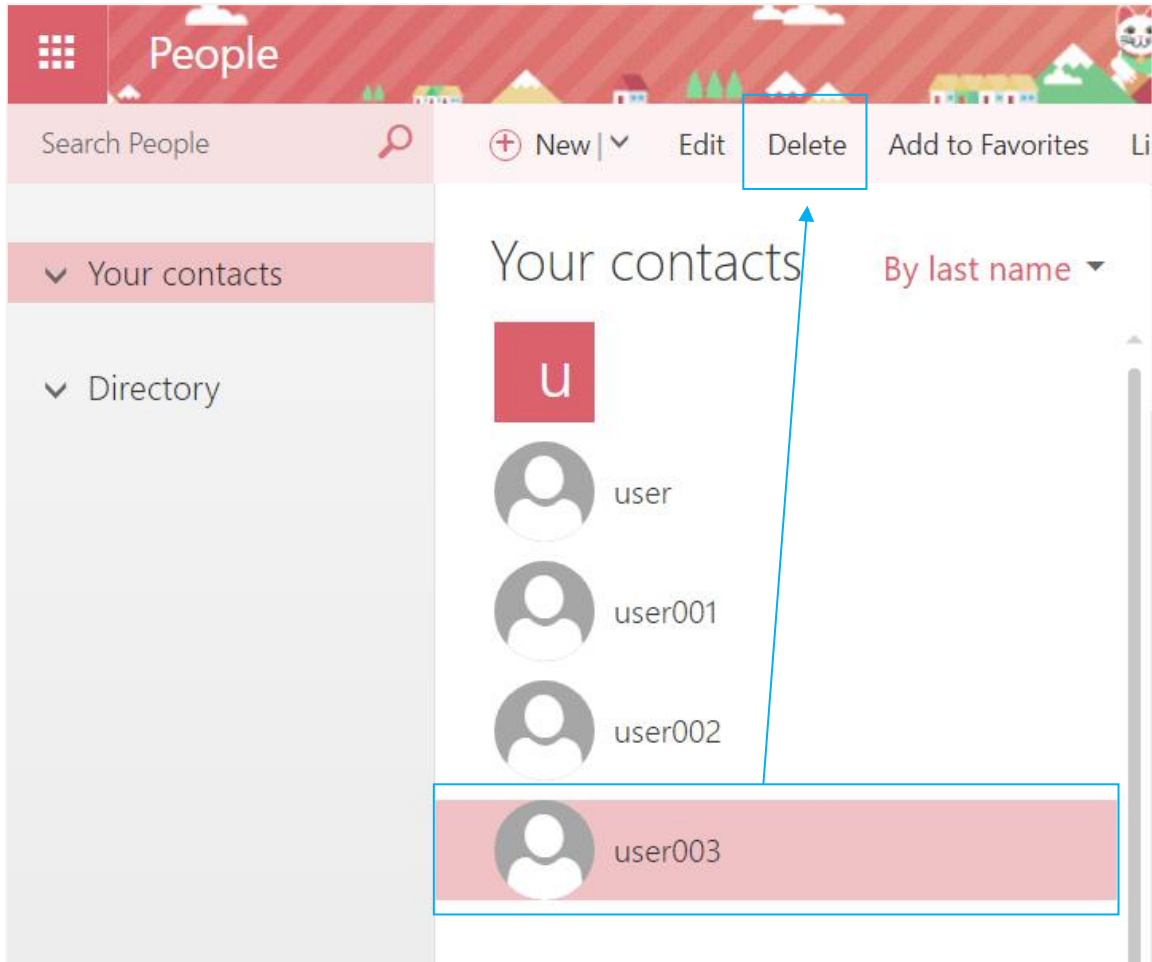 People
Search People
New Edit Delete Add to Favorites Li
Your contacts
Directory
Your contacts By last name
u
user
user001
user002
user003